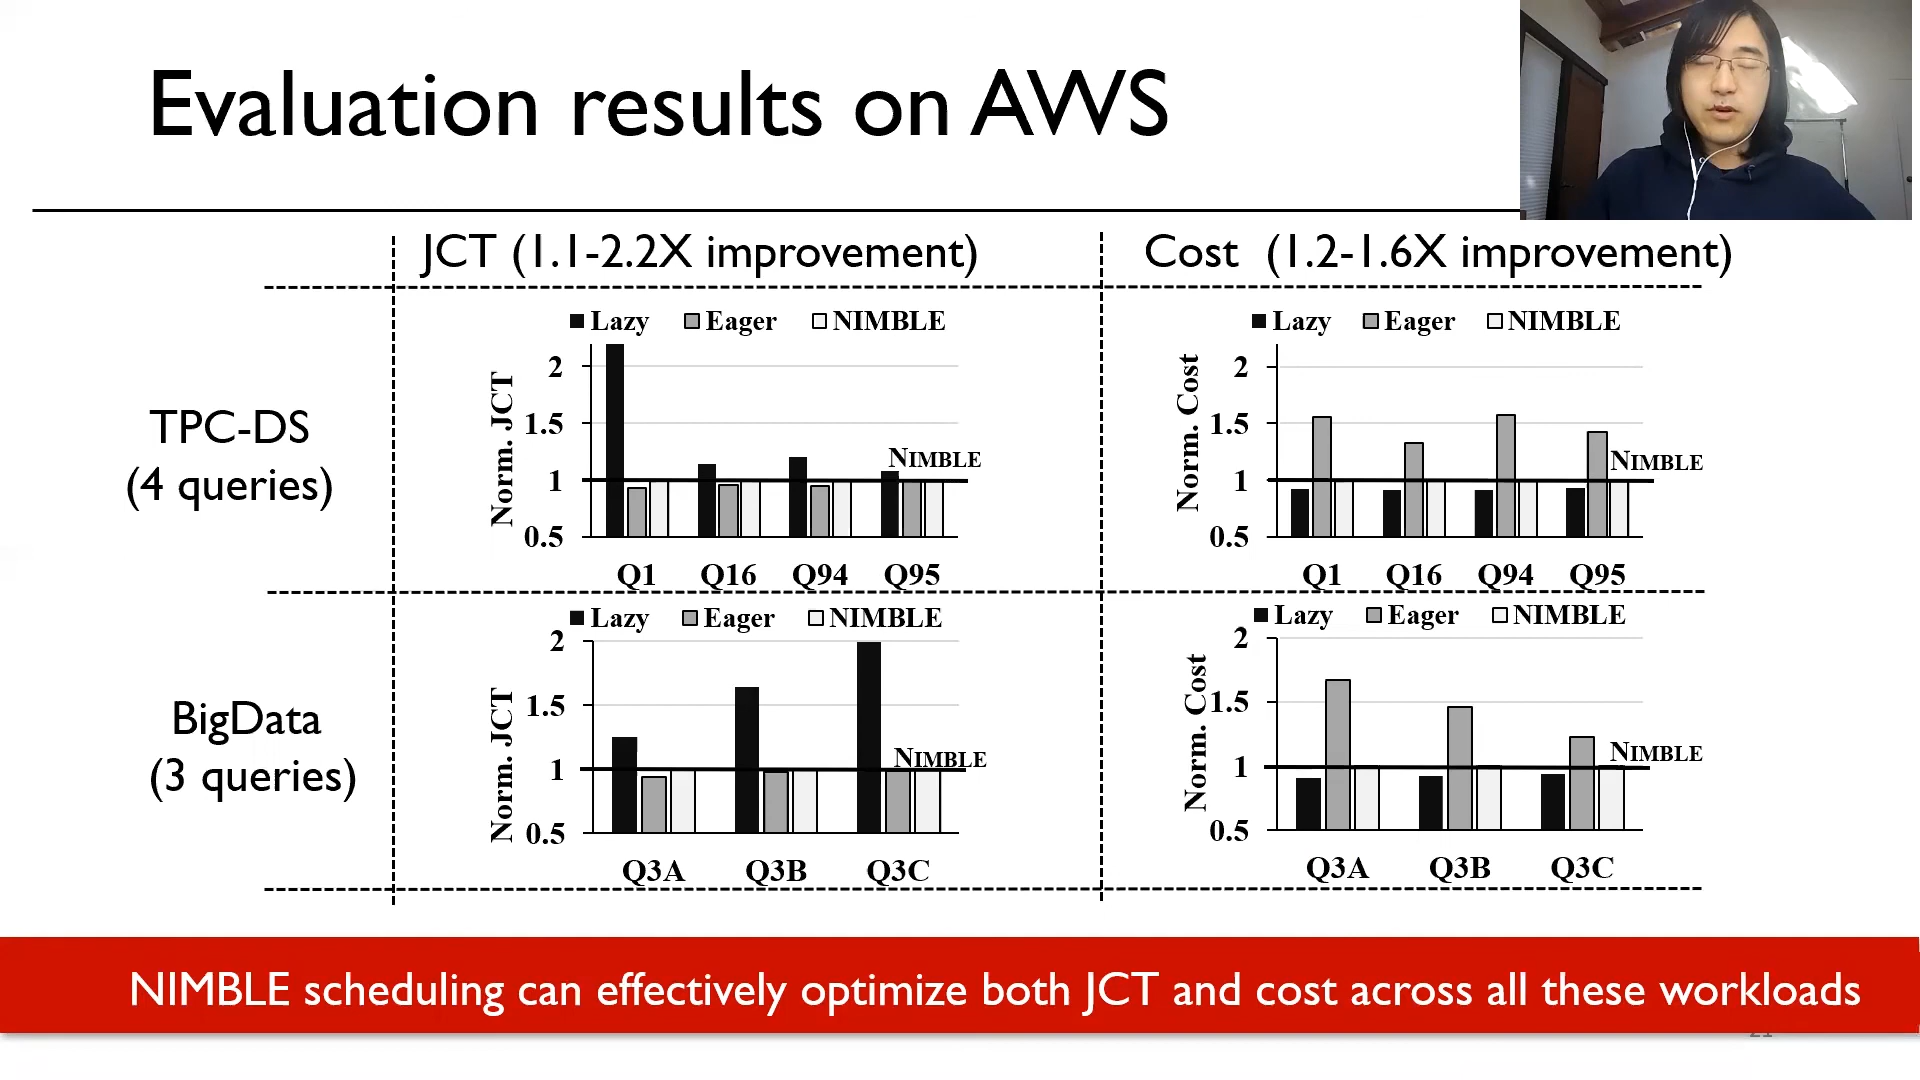 Evaluation results on AWS
JCT (1.1-2.2X improvement)
Cost (1.2-1.6X improvement)
TPC-DS
(4 queries)
Lazy Eager NIMBLE
Norm. JCT
2
1.5
1
0.5
NIMBLE
Q1 Q16 Q94 Q95
Lazy Eager NIMBLE
Norm. Cost
2
1.5
1
0.5
NIMBLE
Q1 Q16 Q94 Q95
BigData
(3 queries)
Lazy Eager NIMBLE
Norm. JCT
2
1.5
1
0.5
NIMBLE
Q3A Q3B Q3C
Lazy Eager NIMBLE
Norm. Cost
2
1.5
1
0.5
NIMBLE
Q3A Q3B Q3C
NIMBLE scheduling can effectively optimize both JCT and cost across all these workloads